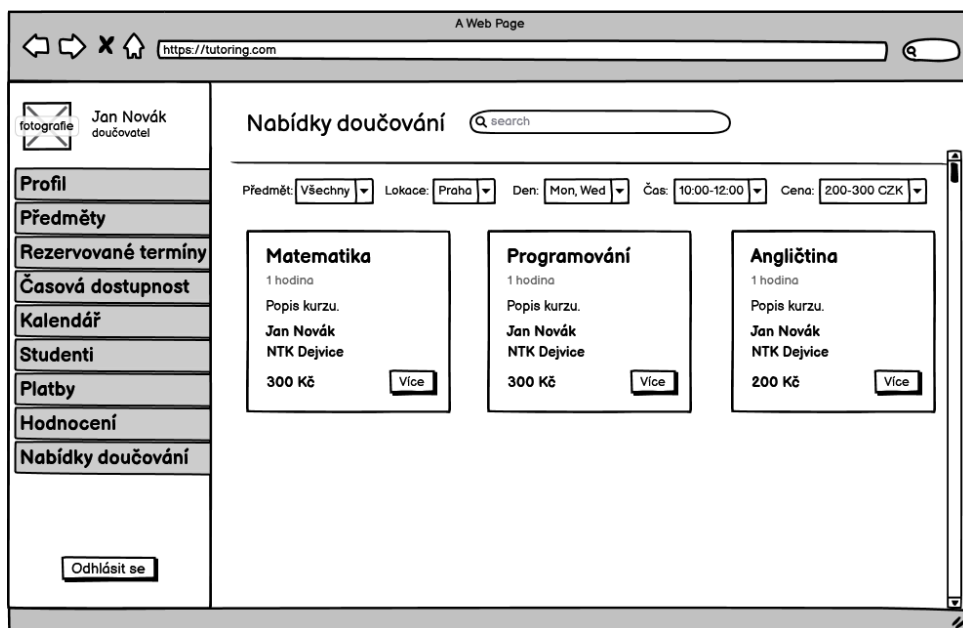 A Web Page
https://tutoring.com
fotografie
Jan Novák
doučovatel
Profil
Předměty
Rezervované termíny
Časová dostupnost
Kalendář
Studenti
Platby
Hodnocení
Nabídky doučování
Odhlásit se
Nabídky doučování search
Předmět: Všechny Lokace: Praha Den: Mon, Wed Čas: 10:00-12:00 Cena: 200-300 CZK
Matematika
1 hodina
Popis kurzu.
Jan Novák
NTK Dejvice
300 Kč Více
Programování
1 hodina
Popis kurzu.
Jan Novák
NTK Dejvice
300 Kč Více
Angličtina
1 hodina
Popis kurzu.
Jan Novák
NTK Dejvice
200 Kč Více